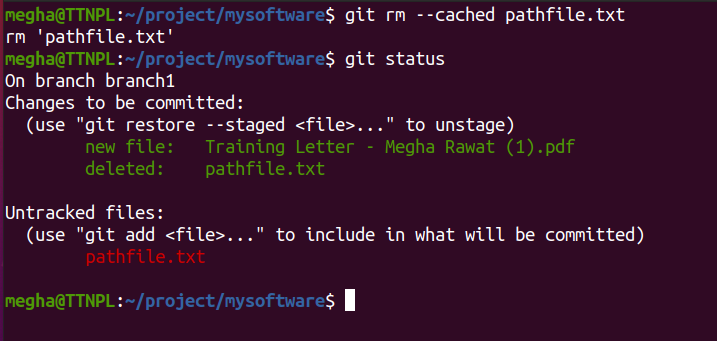 megha@TTNPL:~/project/mysoftware$ git rm --cached pathfile.txt
rm 'pathfile.txt'
megha@TTNPL:~/project/mysoftware$ git status
On branch branch1
Changes to be committed:
  (use "git restore --staged <file>..." to unstage)
        new file:   Training Letter - Megha Rawat (1).pdf
        deleted:    pathfile.txt

Untracked files:
  (use "git add <file>..." to include in what will be committed)
        pathfile.txt

megha@TTNPL:~/project/mysoftware$